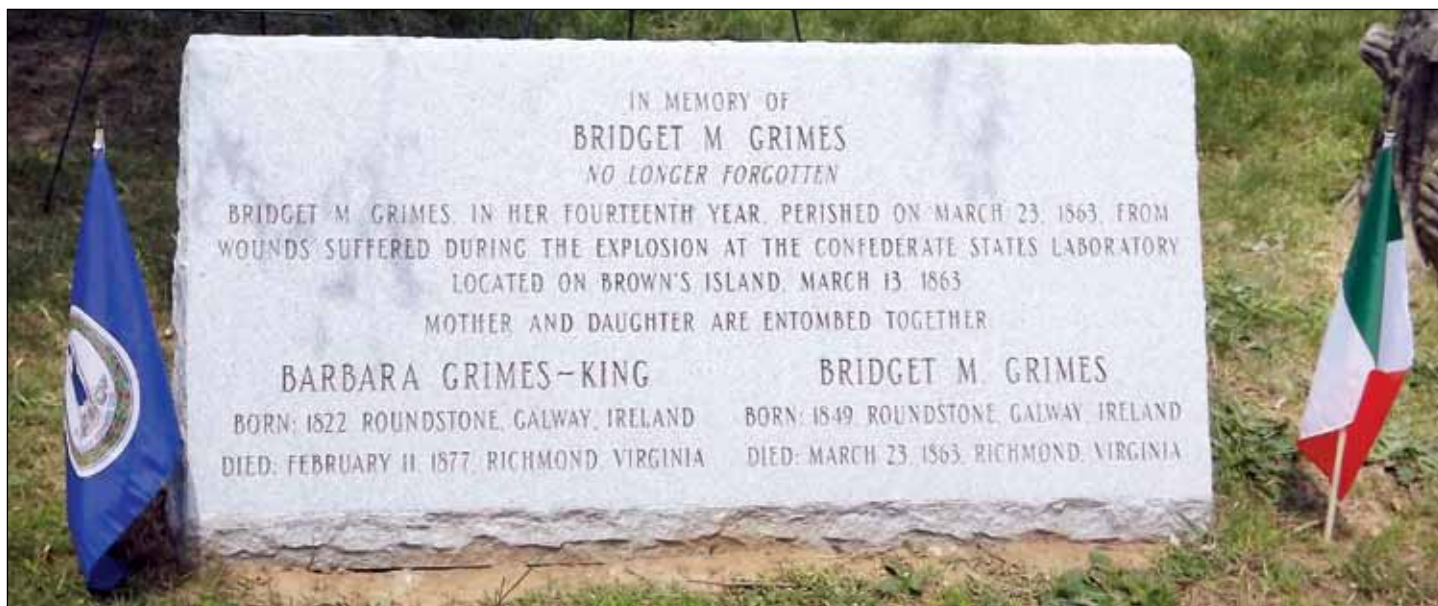 IN MEMORY OF
BRIDGET M. GRIMES
NO LONGER FORGOTTEN
BRIDGET M. GRIMES, IN HER FOURTEENTH YEAR, PERISHED ON MARCH 23, 1863, FROM
WOUNDS SUFFERED DURING THE EXPLOSION AT THE CONFEDERATE STATES LABORATORY
LOCATED ON BROWN'S ISLAND, MARCH 13, 1863
MOTHER AND DAUGHTER ARE ENTOMBED TOGETHER
BARBARA GRIMES~KING
BORN: 1822, ROUNDSTONE, GALWAY, IRELAND
DIED: FEBRUARY 11, 1877, RICHMOND, VIRGINIA
BRIDGET M. GRIMES
BORN: 1849, ROUNDSTONE, GALWAY, IRELAND
DIED: MARCH 23, 1863, RICHMOND, VIRGINIA